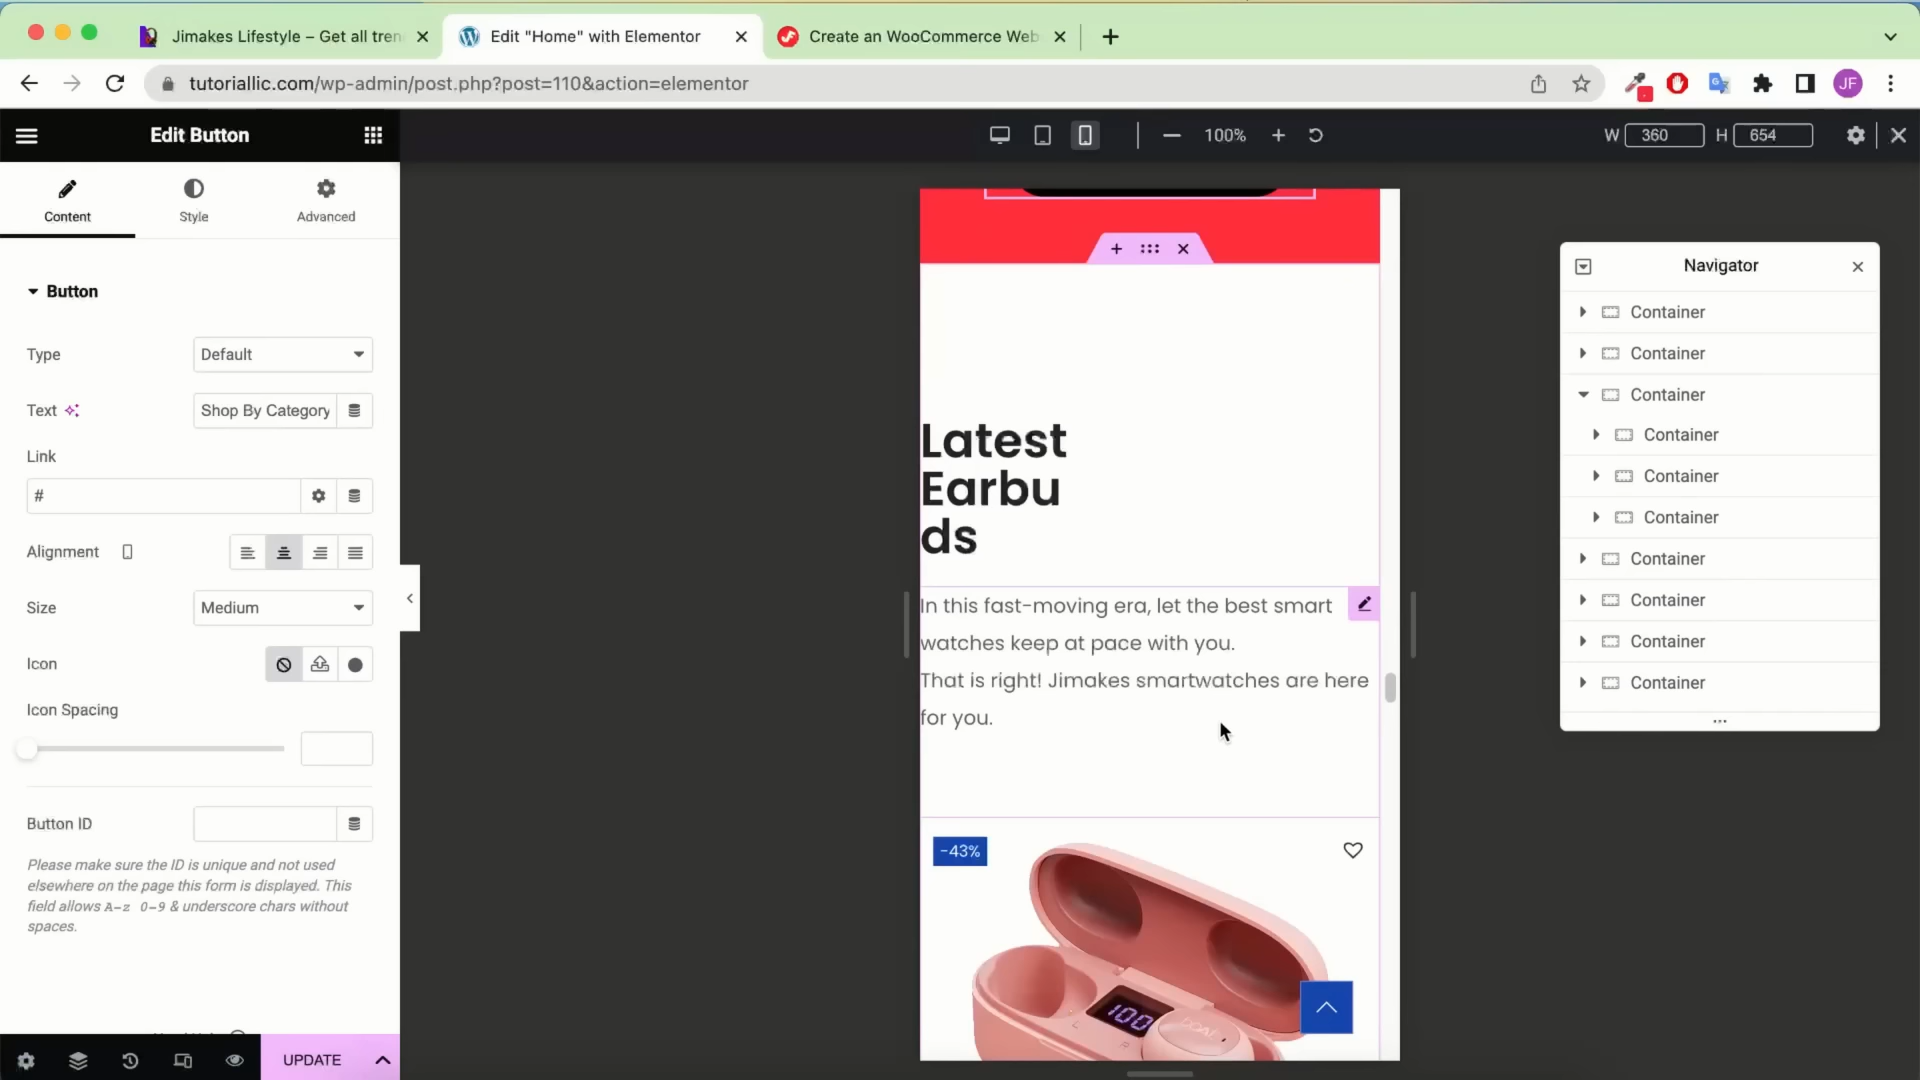 Jimakes Lifestyle – Get all tren
Edit "Home" with Elementor
Create an WooCommerce Web
tutoriallic.com/wp-admin/post.php?post=110&action=elementor
JF
Edit Button
100%
W 360 H 654
Content
Style
Advanced
Button
Type
Default
Text
Shop By Category
Link
#
Alignment
Size
Medium
Icon
Icon Spacing
Button ID
Please make sure the ID is unique and not used
elsewhere on the page this form is displayed. This
field allows A-z 0-9 & underscore chars without
spaces.
UPDATE
Latest
Earbu
ds
In this fast-moving era, let the best smart
watches keep at pace with you.
That is right! Jimakes smartwatches are here
for you.
-43%
100
Navigator
Container
Container
Container
Container
Container
Container
Container
Container
Container
Container